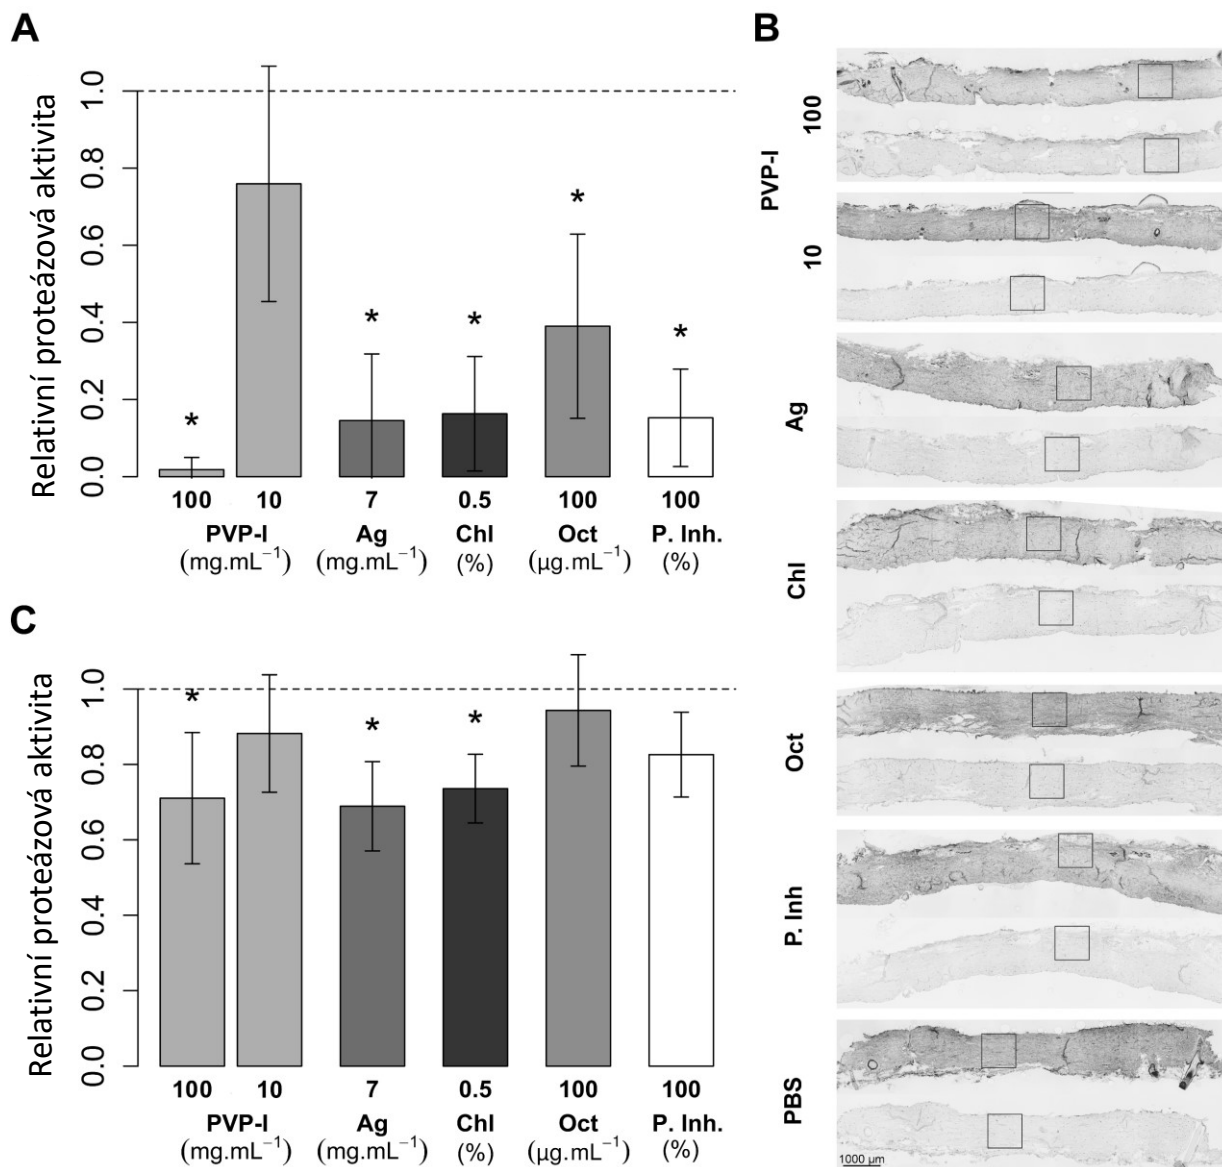 A
Relativní proteázová aktivita
0.0 0.2 0.4 0.6 0.8 1.0
* * * * *
100 10 7 0.5 100 100
PVP-I Ag Chl Oct P. Inh.
(mg.mL⁻¹) (mg.mL⁻¹) (%) (µg.mL⁻¹) (%)
C
Relativní proteázová aktivita
0.0 0.2 0.4 0.6 0.8 1.0
* * *
100 10 7 0.5 100 100
PVP-I Ag Chl Oct P. Inh.
(mg.mL⁻¹) (mg.mL⁻¹) (%) (µg.mL⁻¹) (%)
B
PVP-I
100
10
Ag
Chl
Oct
P. Inh
PBS
1000 µm